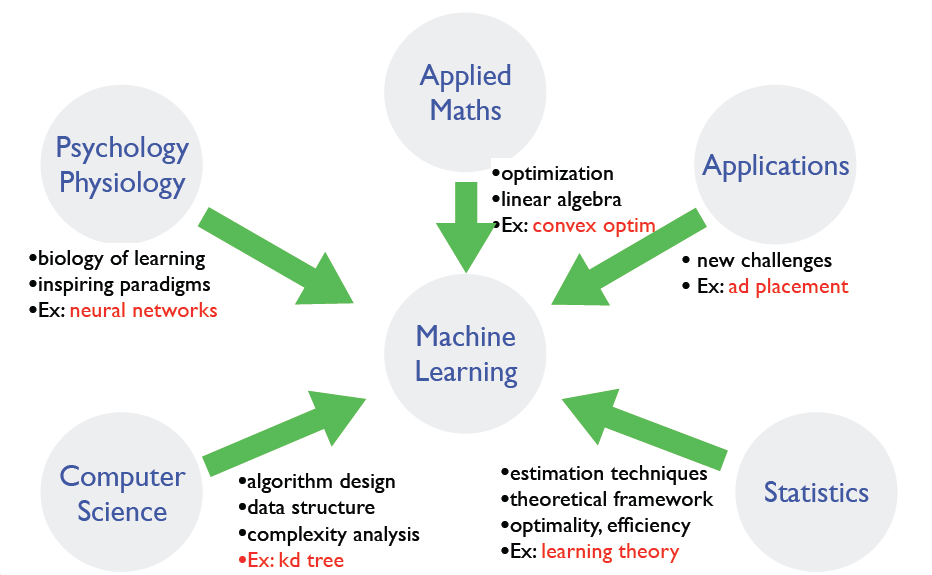 Applied
Maths
•optimization
•linear algebra
•Ex: convex optim
Psychology
Physiology
•biology of learning
•inspiring paradigms
•Ex: neural networks
Applications
• new challenges
• Ex: ad placement
Machine
Learning
Computer
Science
•algorithm design
•data structure
•complexity analysis
•Ex: kd tree
•estimation techniques
•theoretical framework
•optimality, efficiency
•Ex: learning theory
Statistics